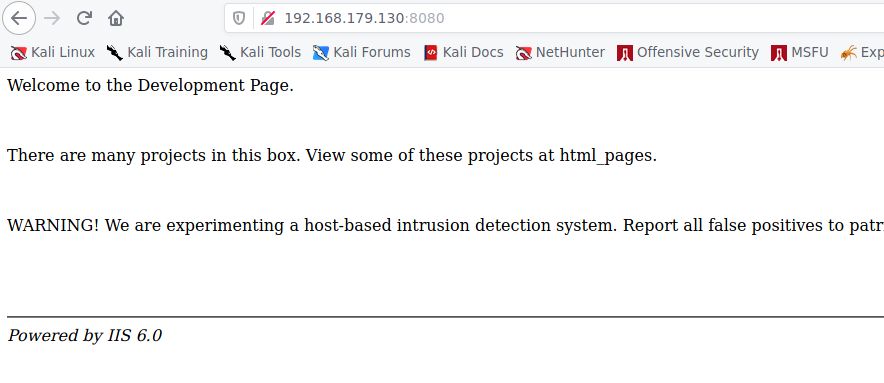 192.168.179.130:8080
Kali Linux Kali Training Kali Tools Kali Forums Kali Docs NetHunter Offensive Security MSFU Exp
Welcome to the Development Page.
There are many projects in this box. View some of these projects at html_pages.
WARNING! We are experimenting a host-based intrusion detection system. Report all false positives to patr
Powered by IIS 6.0